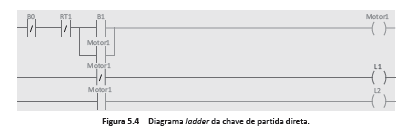 B0 RT1 B1 Motor1
Motor1
Motor1 L1
Motor1 L2
Figura 5.4 Diagrama ladder da chave de partida direta.